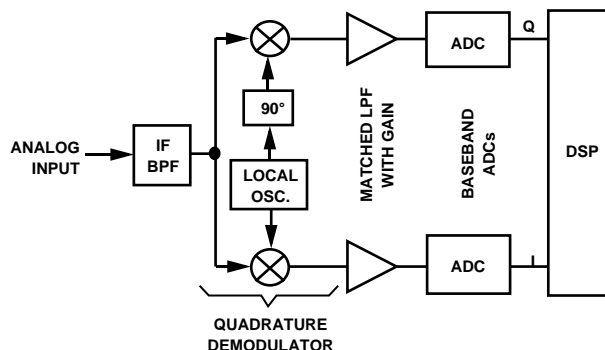 Q
ADC
90°
MATCHED LPF
WITH GAIN
BASEBAND
ADCs
DSP
ANALOG
INPUT
IF
BPF
LOCAL
OSC.
ADC
I
QUADRATURE
DEMODULATOR